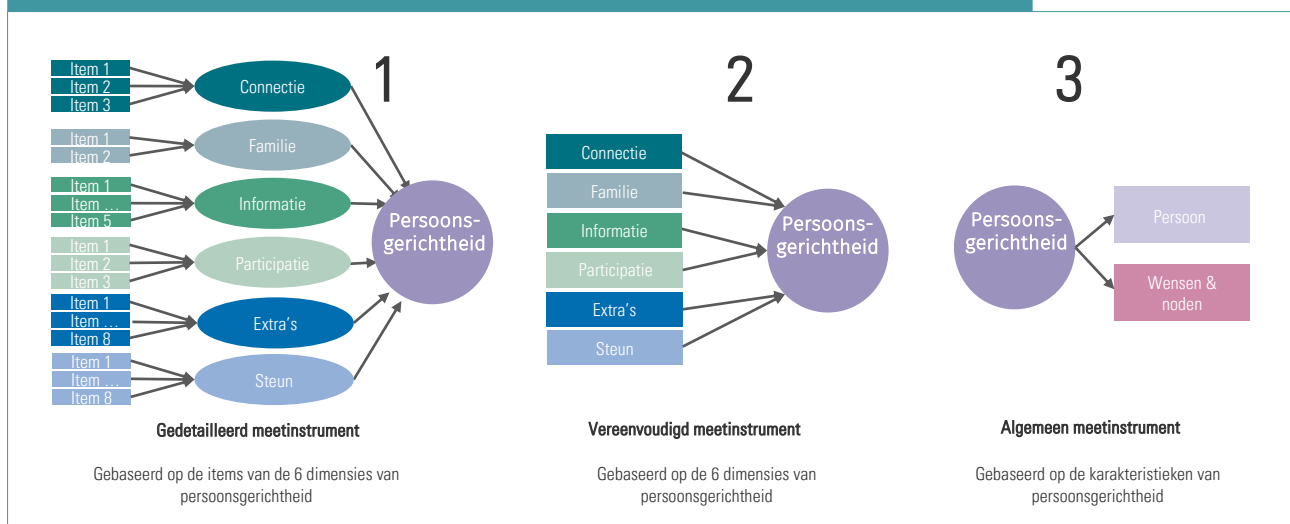 1
Item 1
Item 2
Item 3
Connectie
Item 1
Item 2
Familie
Item 1
Item ...
Item 5
Informatie
Item 1
Item 2
Item 3
Participatie
Item 1
Item ...
Item 8
Extra's
Item 1
Item ...
Item 8
Steun
Persoons-
gerichtheid
Gedetailleerd meetinstrument
Gebaseerd op de items van de 6 dimensies van
persoonsgerichtheid
2
Connectie
Familie
Informatie
Participatie
Extra's
Steun
Persoons-
gerichtheid
Vereenvoudigd meetinstrument
Gebaseerd op de 6 dimensies van
persoonsgerichtheid
3
Persoons-
gerichtheid
Persoon
Wensen &
noden
Algemeen meetinstrument
Gebaseerd op de karakteristieken van
persoonsgerichtheid